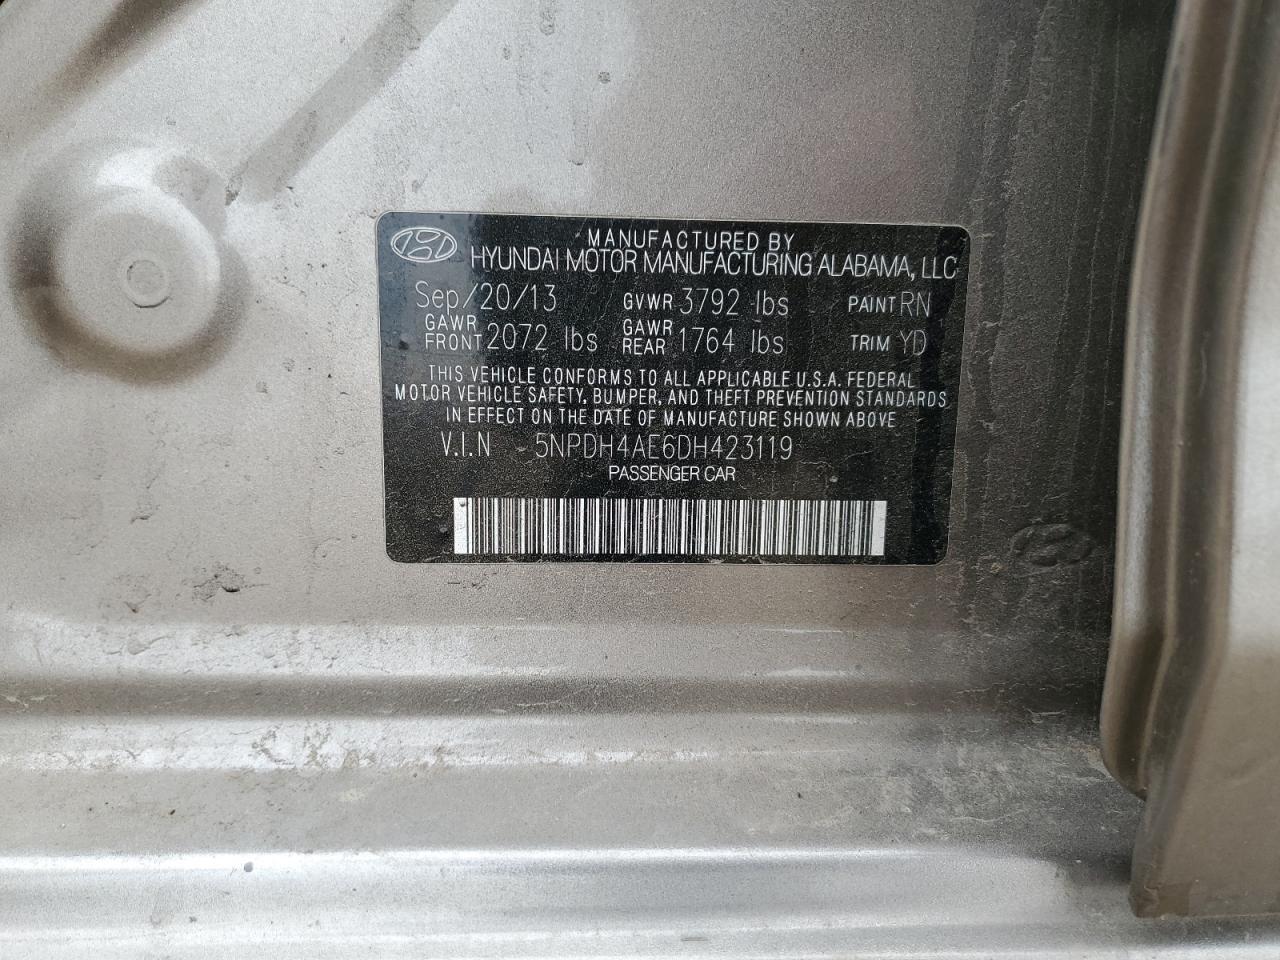 MANUFACTURED BY
HYUNDAI MOTOR MANUFACTURING ALABAMA, LLC
Sep/20/13 GVWR 3792 lbs PAINT RN
GAWR FRONT 2072 lbs GAWR REAR 1764 lbs TRIM YD
THIS VEHICLE CONFORMS TO ALL APPLICABLE U.S.A. FEDERAL
MOTOR VEHICLE SAFETY, BUMPER, AND THEFT PREVENTION STANDARDS
IN EFFECT ON THE DATE OF MANUFACTURE SHOWN ABOVE
V.I.N 5NPDH4AE6DH423119
PASSENGER CAR